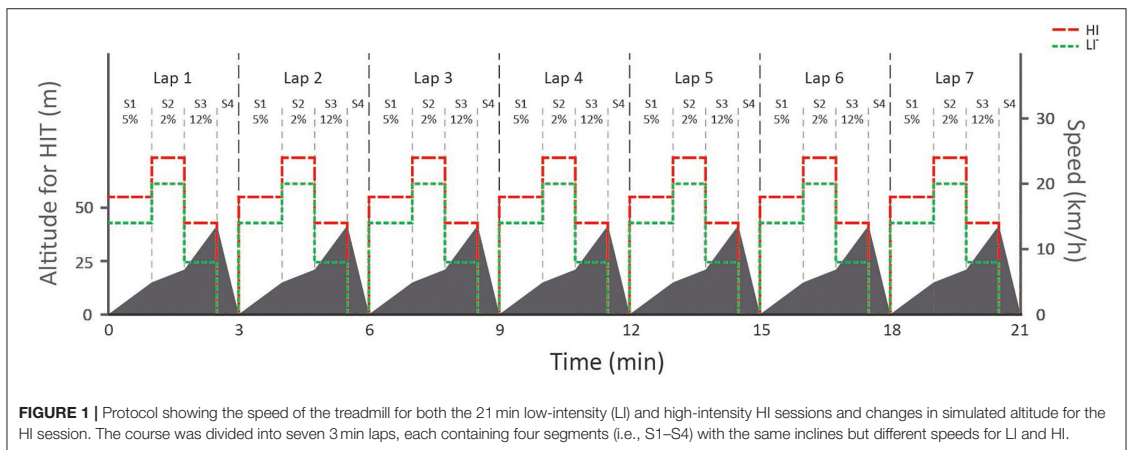 HI
LI
Lap 1 Lap 2 Lap 3 Lap 4 Lap 5 Lap 6 Lap 7
S1 S2 S3 S4 S1 S2 S3 S4 S1 S2 S3 S4 S1 S2 S3 S4 S1 S2 S3 S4 S1 S2 S3 S4 S1 S2 S3 S4
5% 2% 12% 5% 2% 12% 5% 2% 12% 5% 2% 12% 5% 2% 12% 5% 2% 12% 5% 2% 12%
Altitude for HIT (m)
50
25
0
30
20
10
0
Speed (km/h)
0 3 6 9 12 15 18 21
Time (min)
FIGURE 1 | Protocol showing the speed of the treadmill for both the 21 min low-intensity (LI) and high-intensity HI sessions and changes in simulated altitude for the
HI session. The course was divided into seven 3 min laps, each containing four segments (i.e., S1–S4) with the same inclines but different speeds for LI and HI.